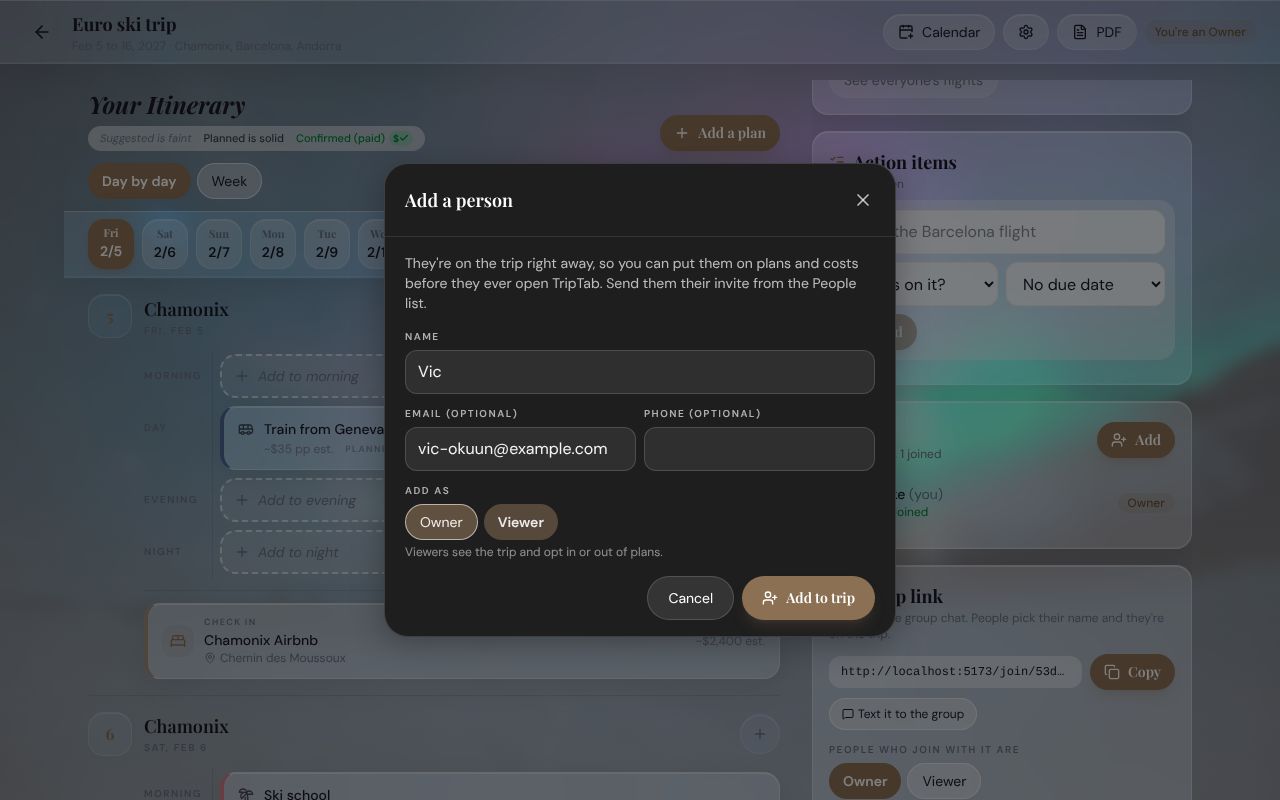 Euro ski trip
Feb 5 to 16, 2027 · Chamonix, Barcelona, Andorra
Calendar
PDF
You're an Owner
Your Itinerary
Suggested is faint Planned is solid Confirmed (paid) $✓
Add a plan
Day by day
Week
Fri 2/5
Sat 2/6
Sun 2/7
Mon 2/8
Tue 2/9
Chamonix
5
FRI, FEB 5
MORNING
Add to morning
DAY
Train from Geneva
~$35 pp est.
EVENING
Add to evening
NIGHT
Add to night
CHECK IN
Chamonix Airbnb
~$2,400 est.
Chemin des Moussoux
Chamonix
6
SAT, FEB 6
MORNING
Ski school
See everyone's flights
Action items
the Barcelona flight
on it?
No due date
1 joined
Add
(you)
Owner
link
group chat. People pick their name and they're
http://localhost:5173/join/53d…
Copy
Text it to the group
PEOPLE WHO JOIN WITH IT ARE
Owner
Viewer
Add a person
They're on the trip right away, so you can put them on plans and costs
before they ever open TripTab. Send them their invite from the People
list.
NAME
Vic
EMAIL (OPTIONAL)
PHONE (OPTIONAL)
vic-okuun@example.com
ADD AS
Owner
Viewer
Viewers see the trip and opt in or out of plans.
Cancel
Add to trip